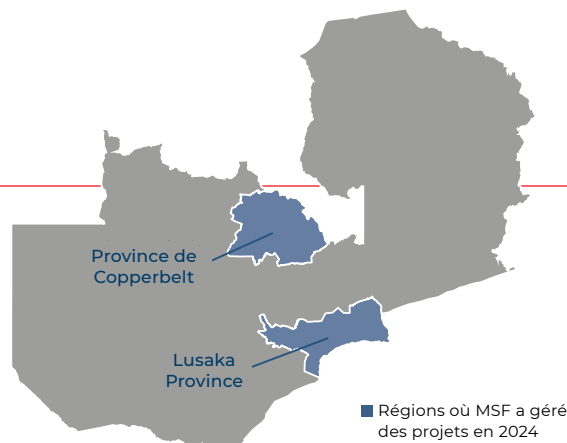 Province de
Copperbelt
Lusaka
Province
Régions où MSF a géré
des projets en 2024